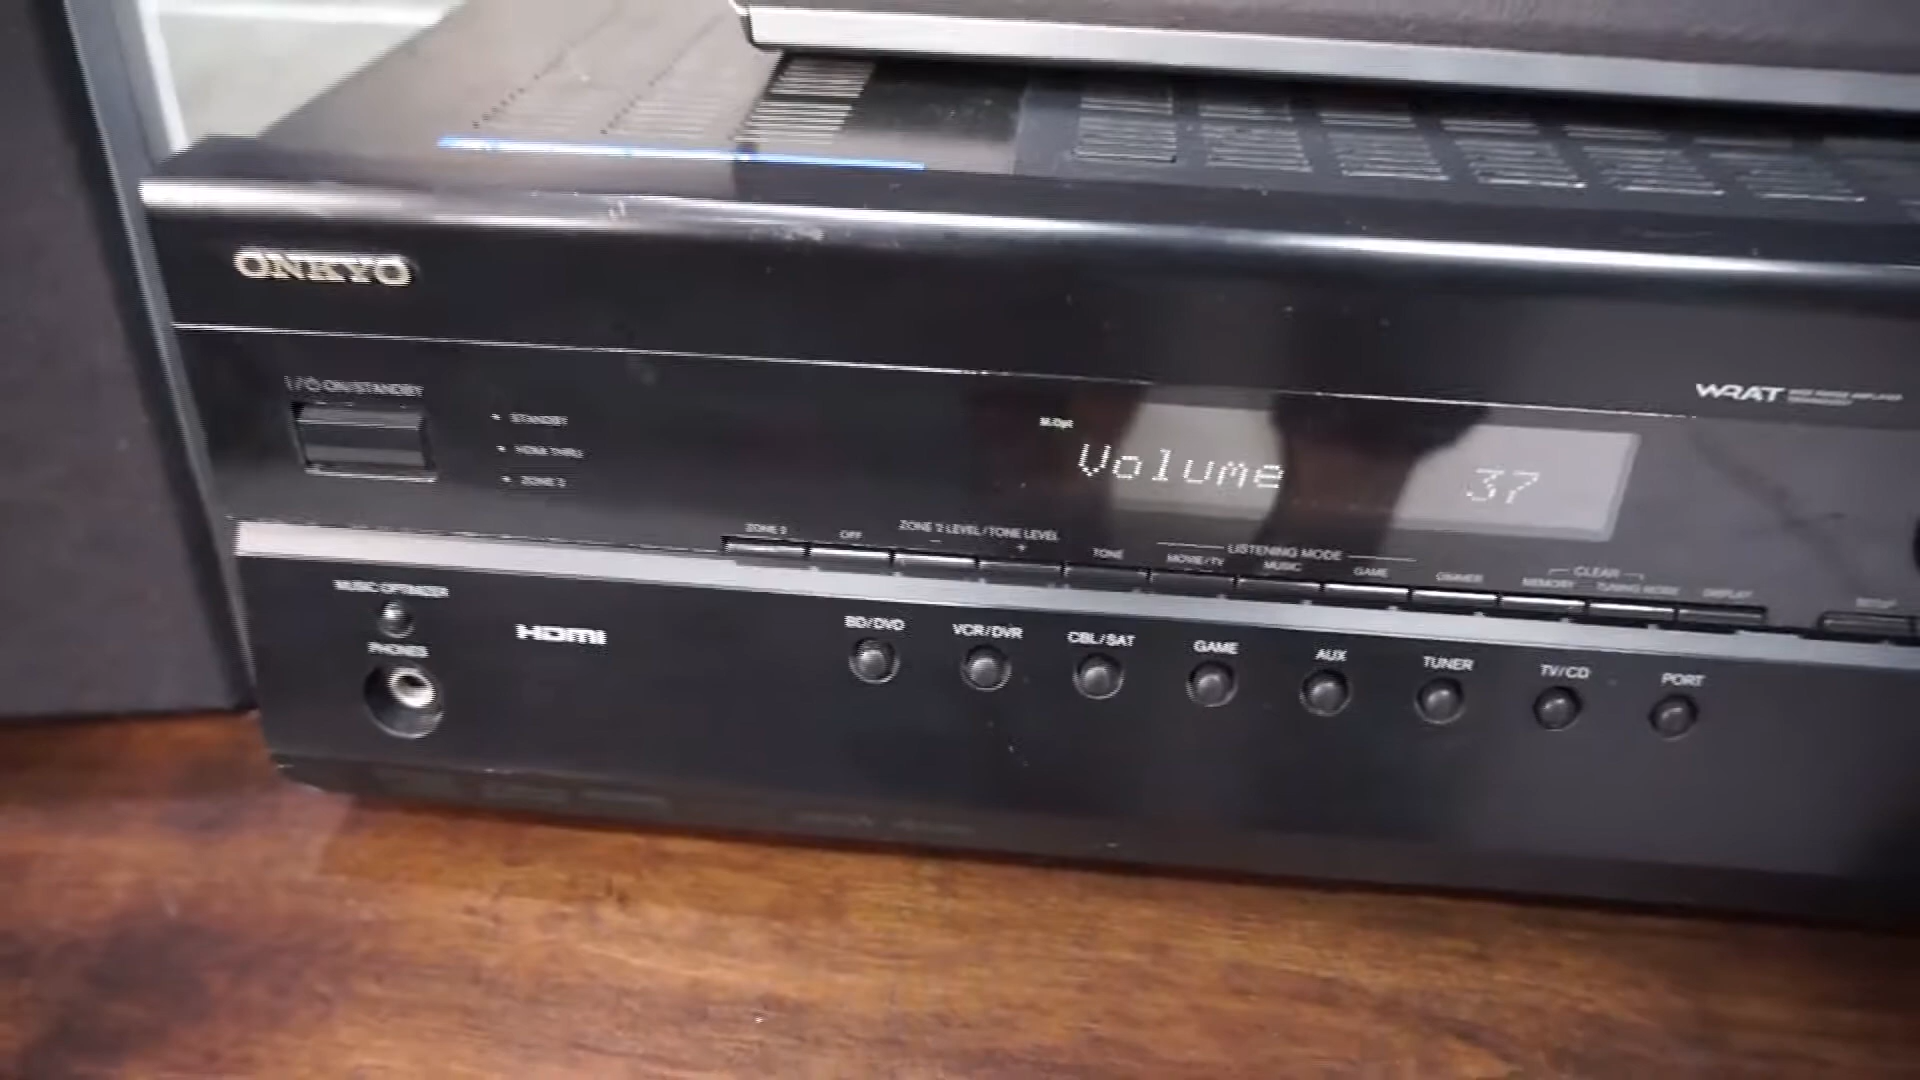 ONKYO
I/⏻ ON/STANDBY
STANDBY
HDMI THRU
ZONE 2
M.Opt
Volume 37
WRAT
ZONE 2
OFF
ZONE 2 LEVEL/TONE LEVEL
- +
TONE
LISTENING MODE
MOVIE/TV
MUSIC
GAME
DIMMER
CLEAR
MEMORY
TUNING MODE
DISPLAY
SETUP
MUSIC OPTIMIZER
PHONES
HDMI
BD/DVD
VCR/DVR
CBL/SAT
GAME
AUX
TUNER
TV/CD
PORT